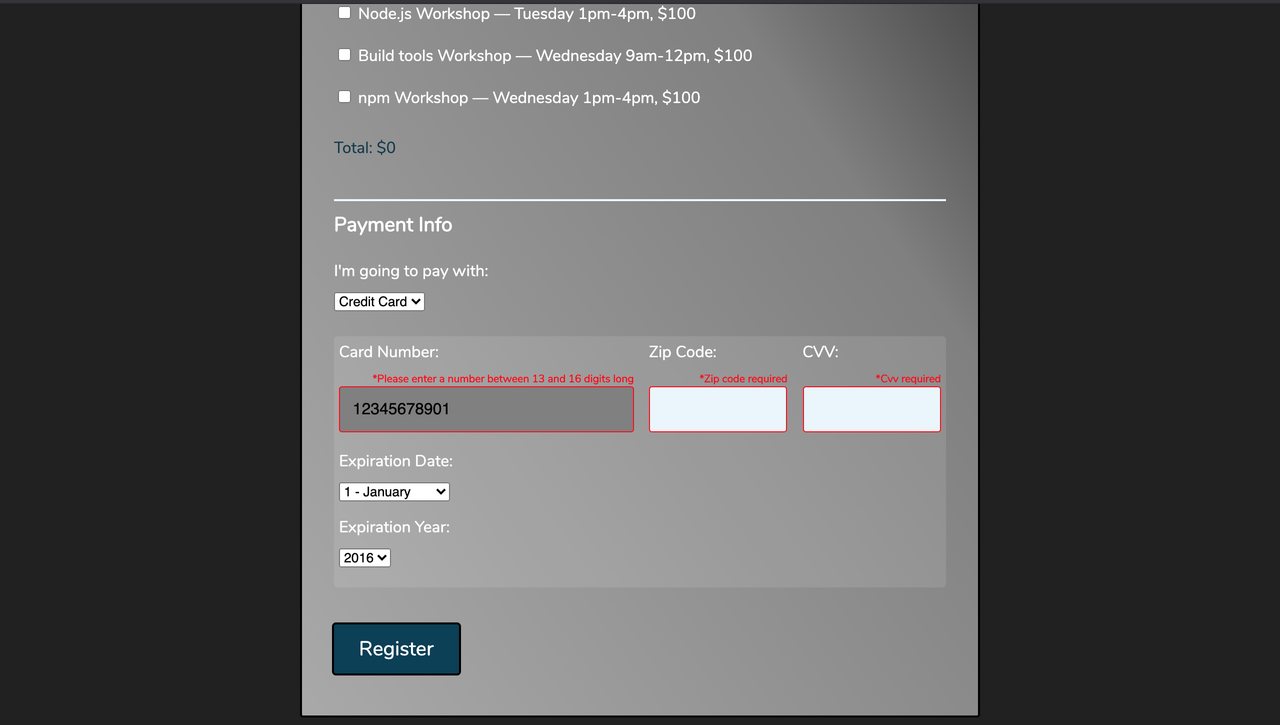 Node.js Workshop — Tuesday 1pm-4pm, $100
Build tools Workshop — Wednesday 9am-12pm, $100
npm Workshop — Wednesday 1pm-4pm, $100
Total: $0
Payment Info
I'm going to pay with:
Credit Card
Card Number: Zip Code: CVV:
*Please enter a number between 13 and 16 digits long *Zip code required *Cvv required
12345678901
Expiration Date:
1 - January
Expiration Year:
2016
Register